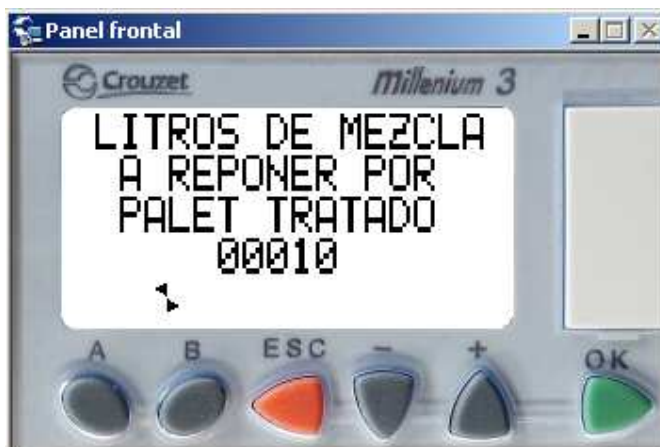 Panel frontal
Crouzet
Millenium 3
LITROS DE MEZCLA
A REPONER POR
PALET TRATADO
00010
A B ESC - + OK